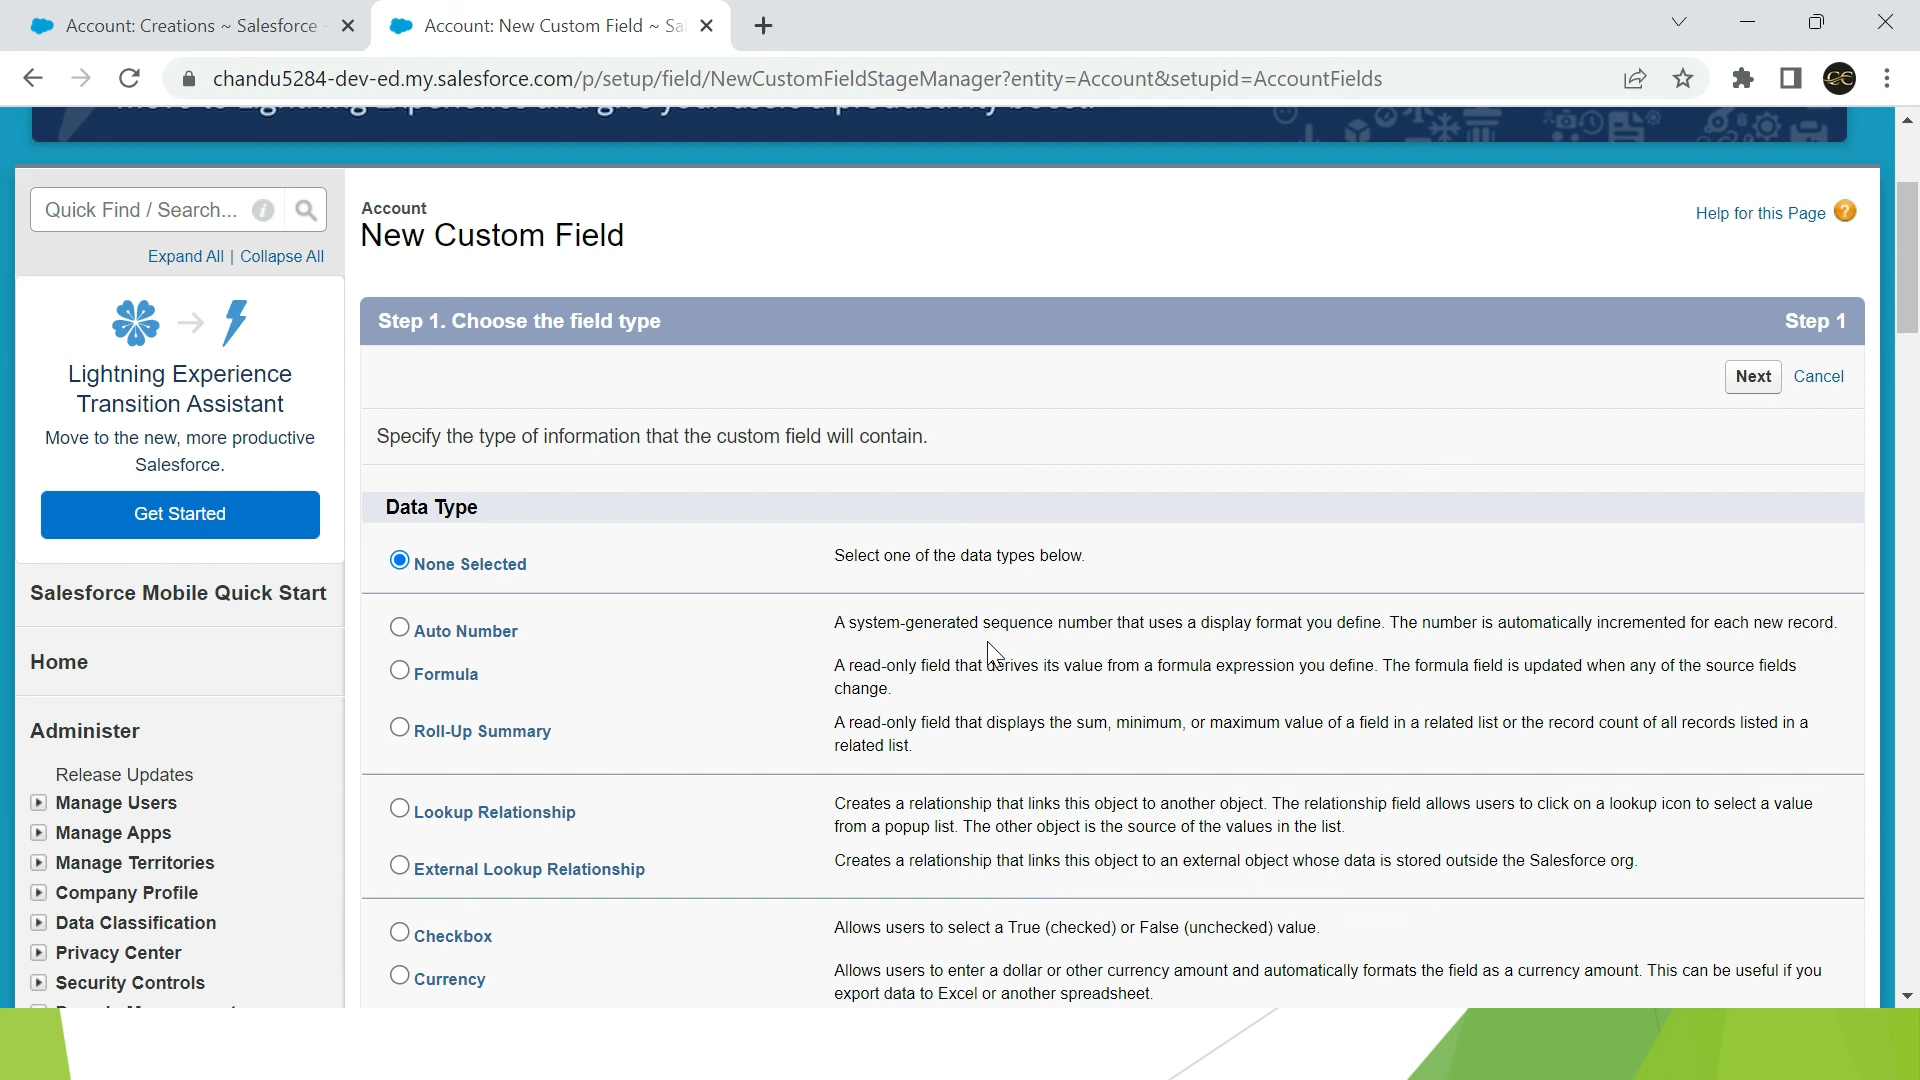 Account: Creations ~ Salesforce
Account: New Custom Field ~ Sa
chandu5284-dev-ed.my.salesforce.com/p/setup/field/NewCustomFieldStageManager?entity=Account&setupid=AccountFields
Quick Find / Search...
Expand All | Collapse All
Lightning Experience
Transition Assistant
Move to the new, more productive
Salesforce.
Get Started
Salesforce Mobile Quick Start
Home
Administer
Release Updates
Manage Users
Manage Apps
Manage Territories
Company Profile
Data Classification
Privacy Center
Security Controls
Account
New Custom Field
Help for this Page
Step 1. Choose the field type
Step 1
Next
Cancel
Specify the type of information that the custom field will contain.
Data Type
None Selected
Select one of the data types below.
Auto Number
A system-generated sequence number that uses a display format you define. The number is automatically incremented for each new record.
Formula
A read-only field that derives its value from a formula expression you define. The formula field is updated when any of the source fields
change.
Roll-Up Summary
A read-only field that displays the sum, minimum, or maximum value of a field in a related list or the record count of all records listed in a
related list.
Lookup Relationship
Creates a relationship that links this object to another object. The relationship field allows users to click on a lookup icon to select a value
from a popup list. The other object is the source of the values in the list.
External Lookup Relationship
Creates a relationship that links this object to an external object whose data is stored outside the Salesforce org.
Checkbox
Allows users to select a True (checked) or False (unchecked) value.
Currency
Allows users to enter a dollar or other currency amount and automatically formats the field as a currency amount. This can be useful if you
export data to Excel or another spreadsheet.